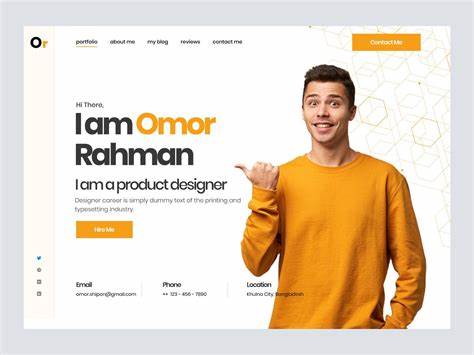 Or
portfolio about me my blog reviews contact me
Contact Me
Hi There,
I am Omor
Rahman
I am a product designer
Designer career is simply dummy text of the printing and
typesetting industry.
Hire Me
Email Phone Location
omor.shipon@gmail.com ++ 123 - 456 - 7890 Khulna City, Bangladesh